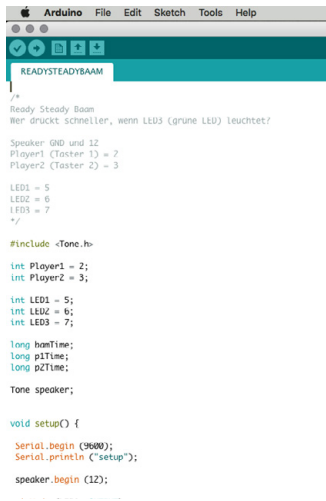 Arduino File Edit Sketch Tools Help
READYSTEADYBAAM
/*
Ready Steady Baam
Wer drückt schneller, wenn LED3 (grüne LED) leuchtet?
Speaker GND und 12
Player1 (Taster 1) = 2
Player2 (Taster 2) = 3
LED1 = 5
LED2 = 6
LED3 = 7
*/
#include <Tone.h>
int Player1 = 2;
int Player2 = 3;
int LED1 = 5;
int LED2 = 6;
int LED3 = 7;
long bamTime;
long p1Time;
long p2Time;
Tone speaker;
void setup() {
Serial.begin (9600);
Serial.println ("setup");
speaker.begin (12);